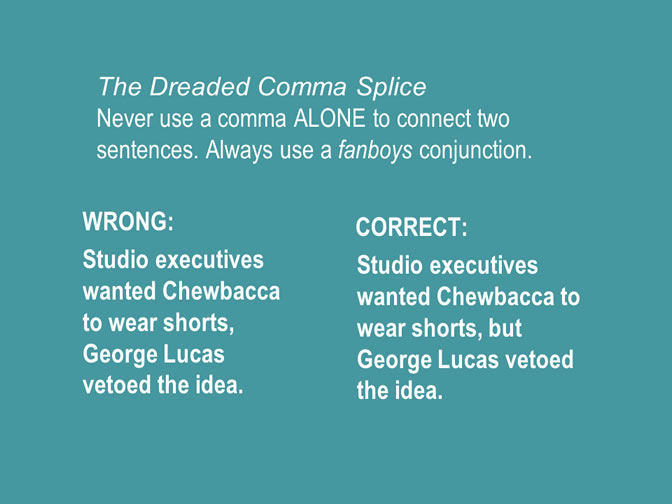 The Dreaded Comma Splice
Never use a comma ALONE to connect two
sentences. Always use a fanboys conjunction.
WRONG:
Studio executives
wanted Chewbacca
to wear shorts,
George Lucas
vetoed the idea.
CORRECT:
Studio executives
wanted Chewbacca to
wear shorts, but
George Lucas vetoed
the idea.